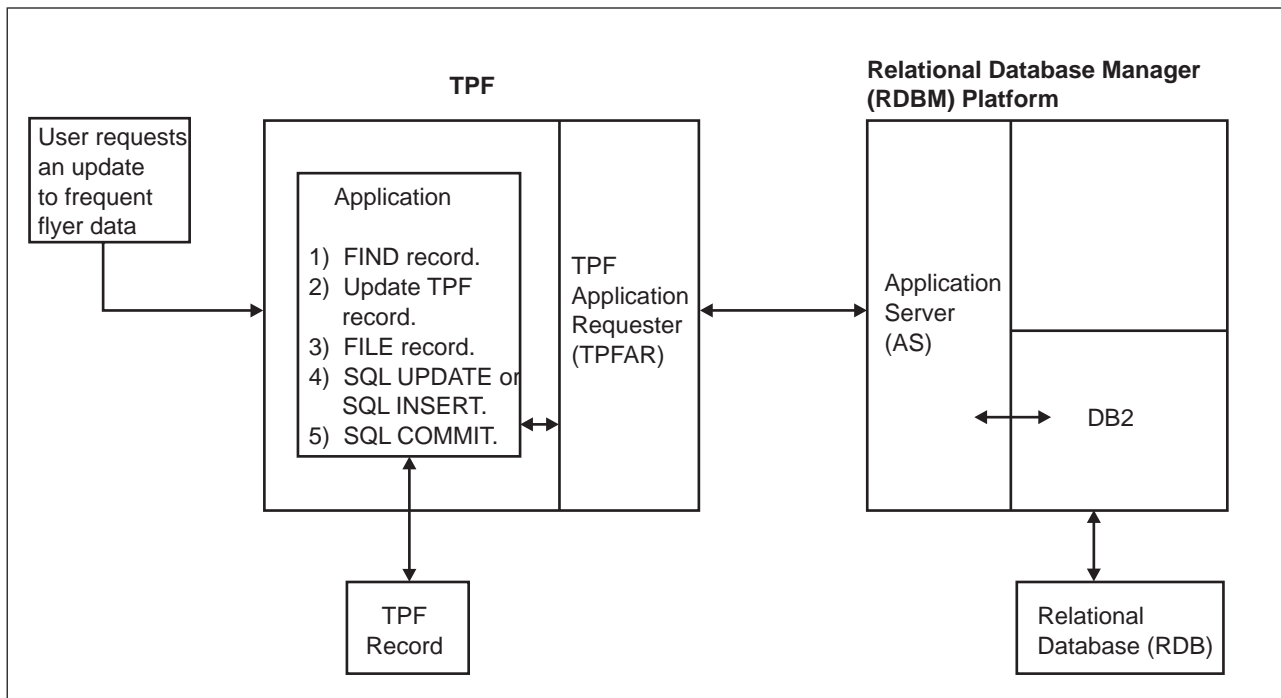 TPF
Relational Database Manager
(RDBM) Platform
User requests
an update
to frequent
flyer data
Application
1) FIND record.
2) Update TPF
record.
3) FILE record.
4) SQL UPDATE or
SQL INSERT.
5) SQL COMMIT.
TPF
Application
Requester
(TPFAR)
Application
Server
(AS)
DB2
TPF
Record
Relational
Database (RDB)